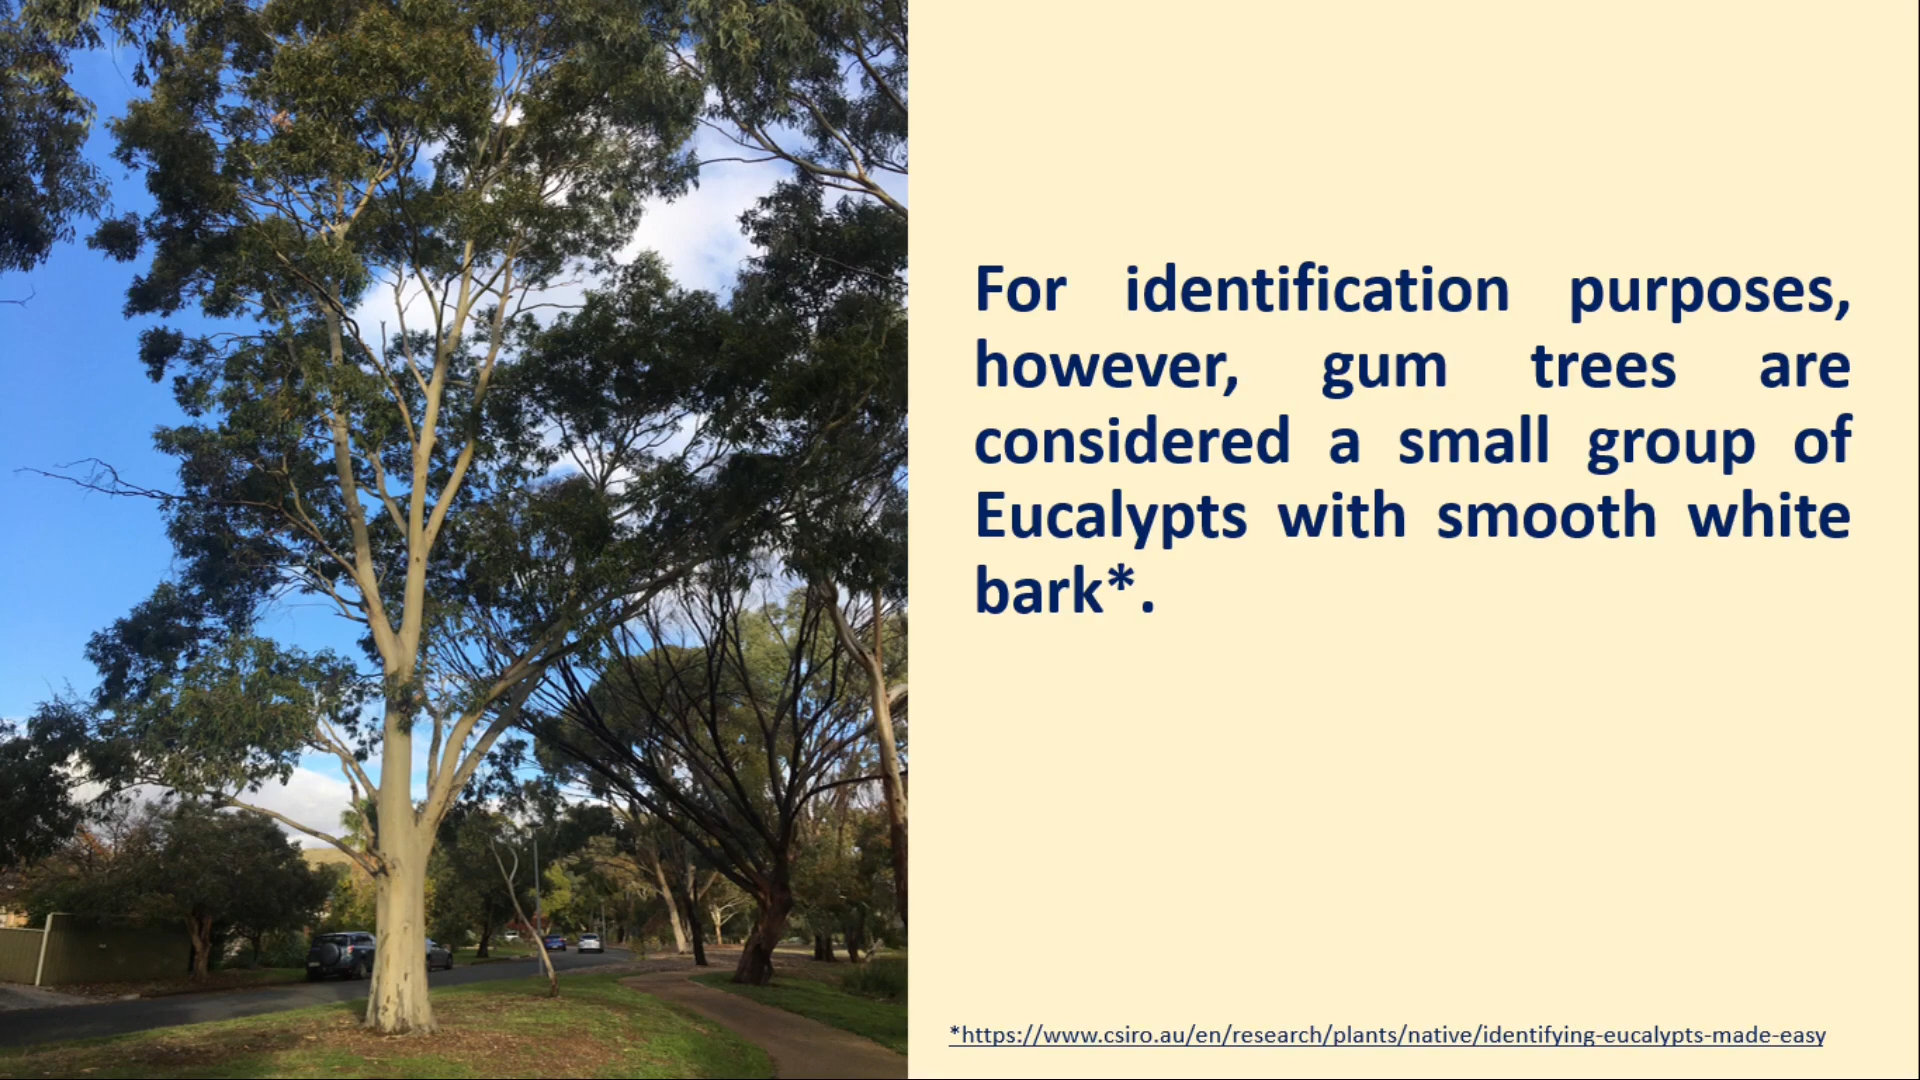 For identification purposes,
however, gum trees are
considered a small group of
Eucalypts with smooth white
bark*.
*https://www.csiro.au/en/research/plants/native/identifying-eucalypts-made-easy